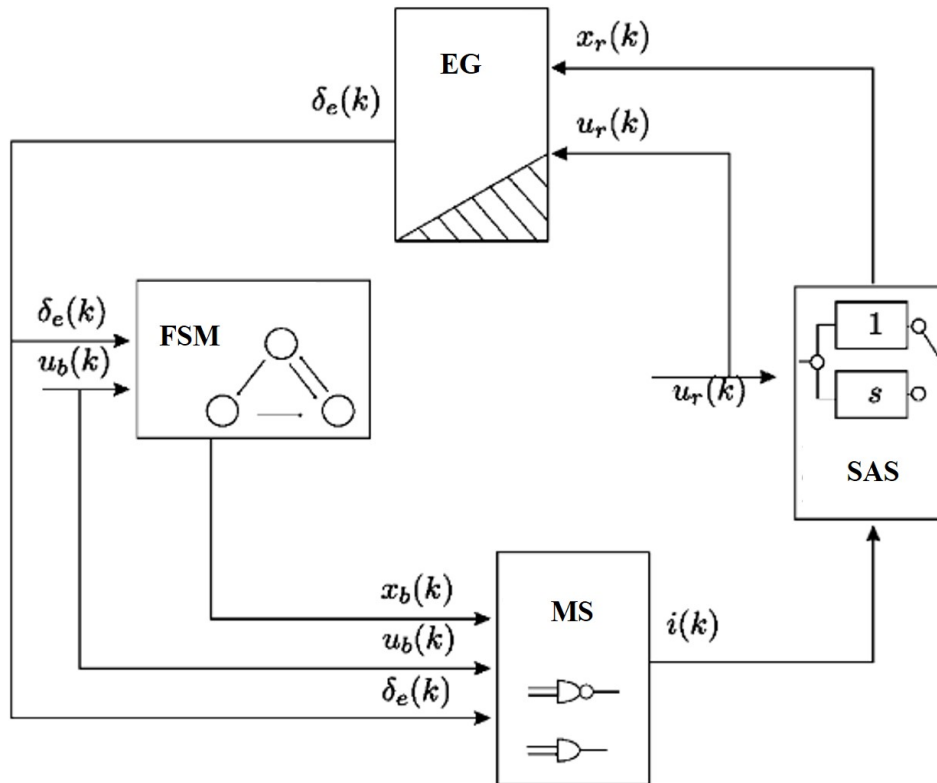 EG
x_r(k)
δ_e(k)
u_r(k)
δ_e(k)
FSM
u_b(k)
1
u_r(k)
s
SAS
x_b(k)
MS
u_b(k)
i(k)
δ_e(k)